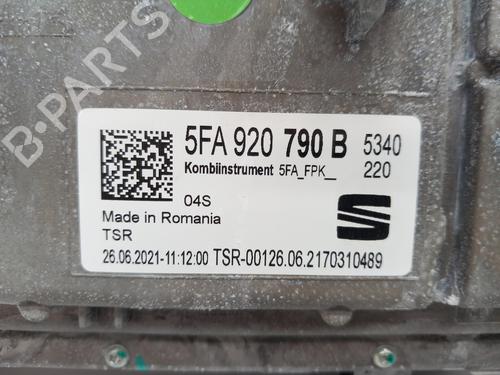 B-PARTS
5FA 920 790 B 5340
Kombiinstrument 5FA_FPK__ 220
04S
Made in Romania
TSR
26.06.2021-11:12:00 TSR-00126.06.2170310489